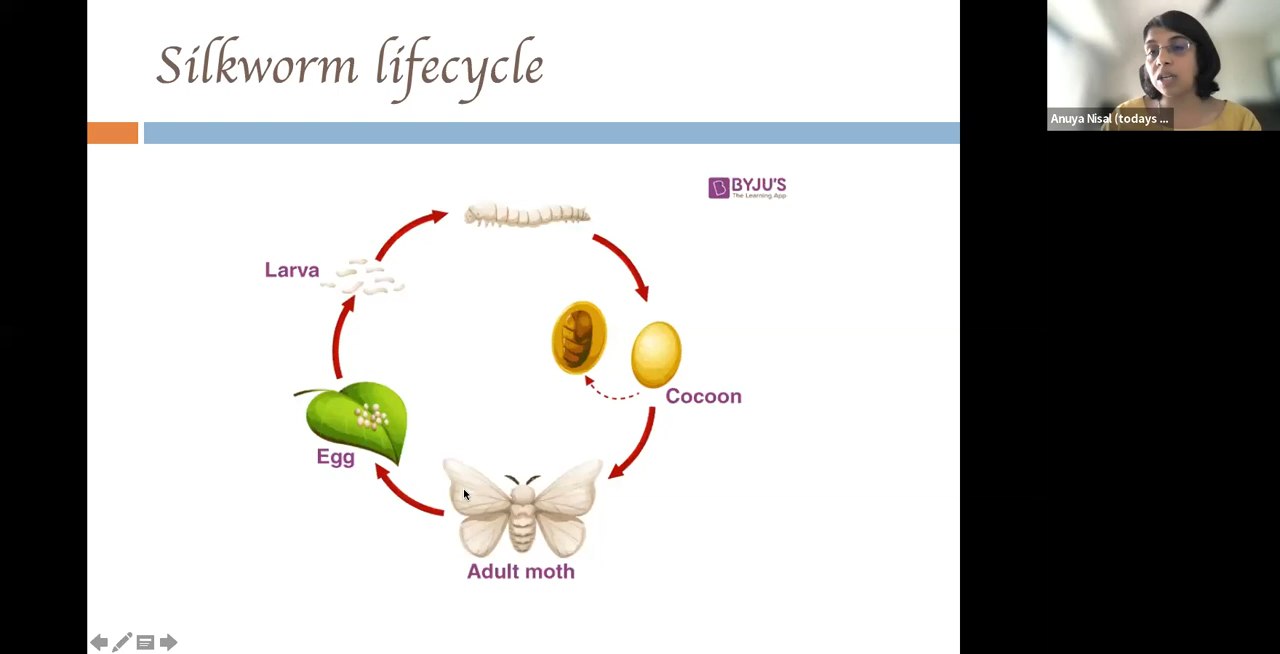 Silkworm lifecycle
BYJU'S
The Learning App
Anuya Nisal (todays ...
Larva
Cocoon
Egg
Adult moth